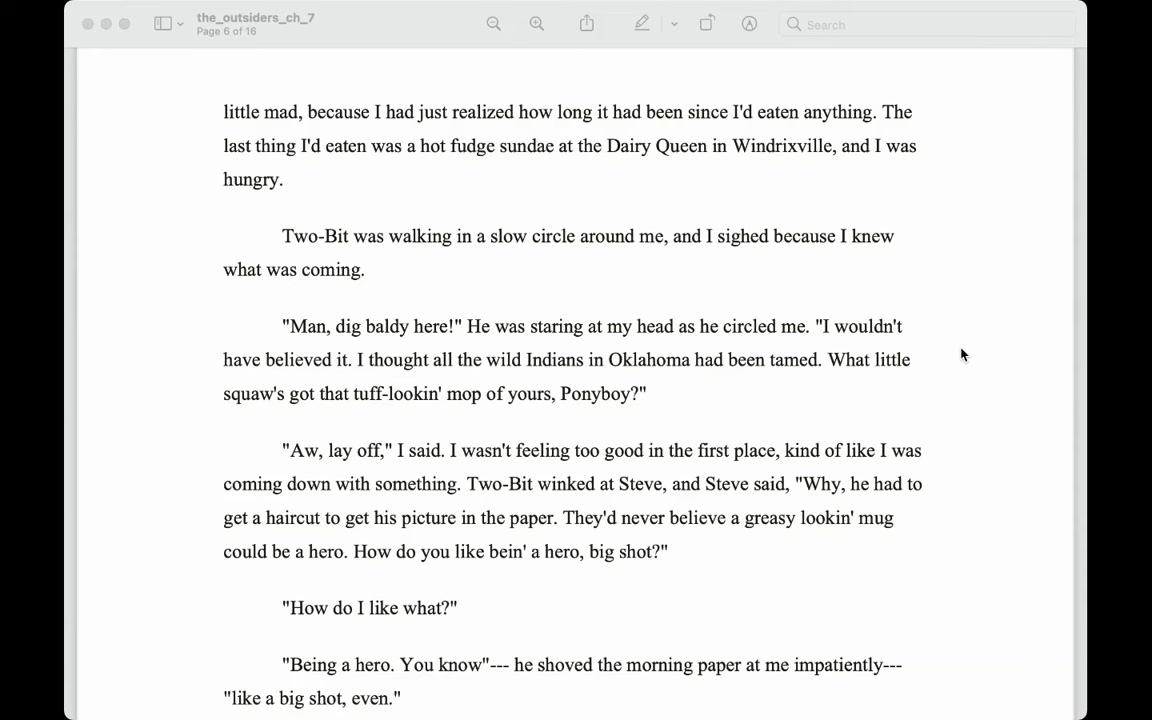 the_outsiders_ch_7
Page 6 of 16
Search
little mad, because I had just realized how long it had been since I'd eaten anything. The
last thing I'd eaten was a hot fudge sundae at the Dairy Queen in Windrixville, and I was
hungry.
Two-Bit was walking in a slow circle around me, and I sighed because I knew
what was coming.
"Man, dig baldy here!" He was staring at my head as he circled me. "I wouldn't
have believed it. I thought all the wild Indians in Oklahoma had been tamed. What little
squaw's got that tuff-lookin' mop of yours, Ponyboy?"
"Aw, lay off," I said. I wasn't feeling too good in the first place, kind of like I was
coming down with something. Two-Bit winked at Steve, and Steve said, "Why, he had to
get a haircut to get his picture in the paper. They'd never believe a greasy lookin' mug
could be a hero. How do you like bein' a hero, big shot?"
"How do I like what?"
"Being a hero. You know"--- he shoved the morning paper at me impatiently---
"like a big shot, even."